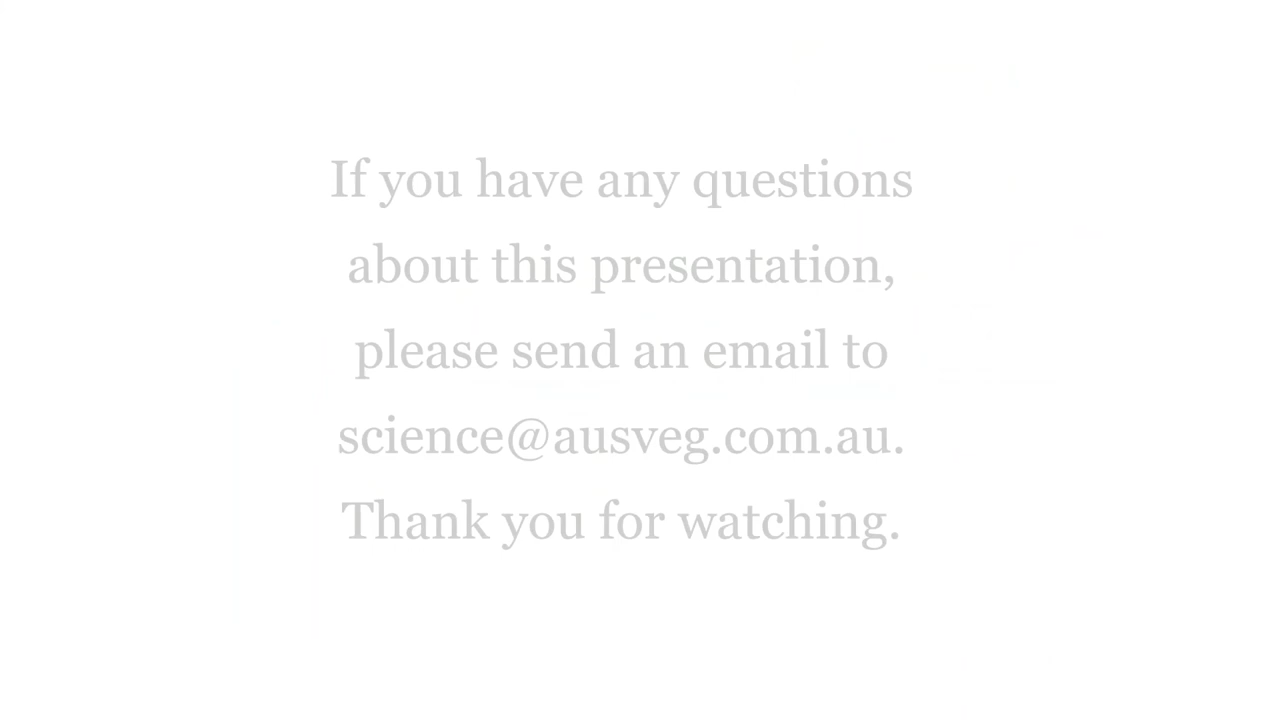 If you have any questions
about this presentation,
please send an email to
science@ausveg.com.au.
Thank you for watching.